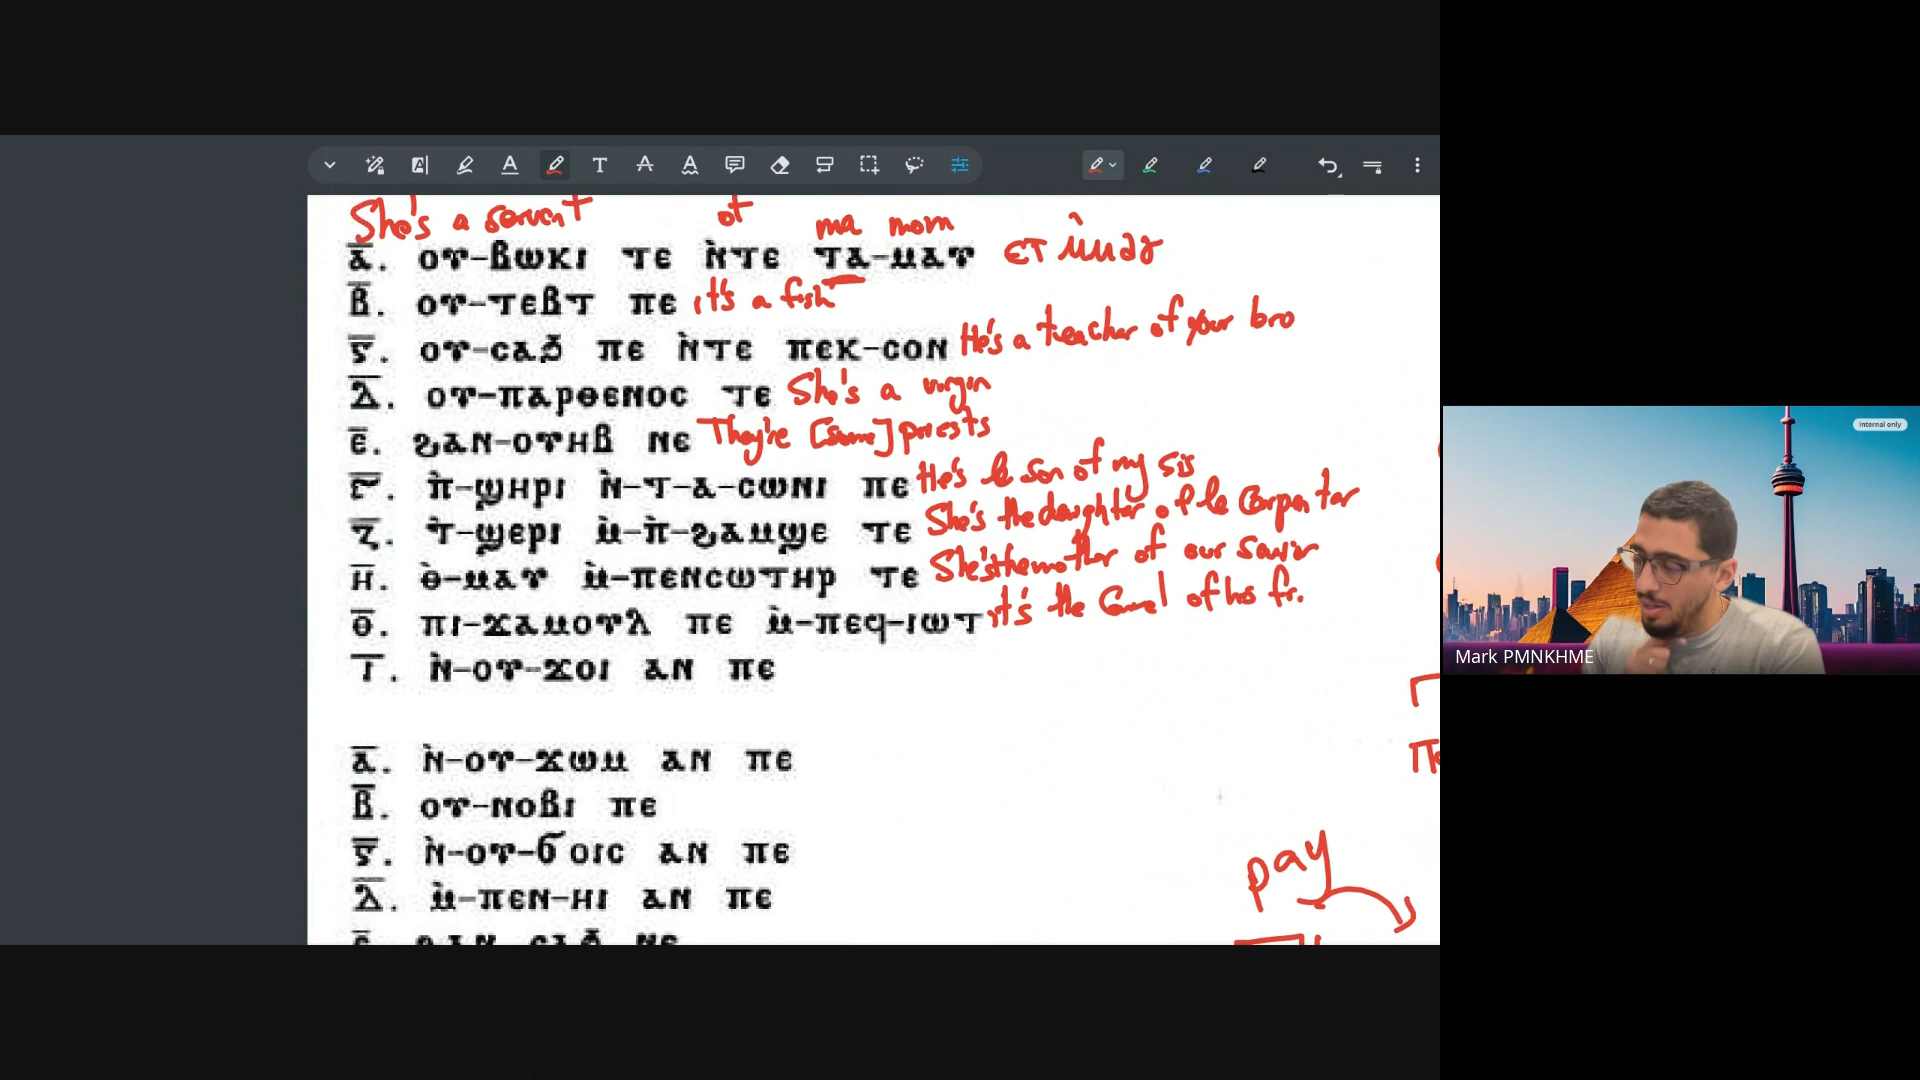 She's a servant of ma mom
ⲁ̅. ⲟⲩ-ⲃⲱⲕⲓ ⲧⲉ ⲛ̀ⲧⲉ ⲧⲁ-ⲙⲁⲩ ⲉⲧ ⲙ̀ⲙⲁⲩ
ⲃ̅. ⲟⲩ-ⲧⲉⲃⲧ ⲡⲉ it's a fish
ⲅ̅. ⲟⲩ-ⲥⲁϧ ⲡⲉ ⲛ̀ⲧⲉ ⲡⲉⲕ-ⲥⲟⲛ He's a teacher of your bro
ⲇ̅. ⲟⲩ-ⲡⲁⲣⲑⲉⲛⲟⲥ ⲧⲉ She's a virgin
ⲉ̅. ϩⲁⲛ-ⲟⲩⲏⲃ ⲛⲉ They're [some] priests
ⲋ̅. ⲡ̀-ϣⲏⲣⲓ ⲛ̀-ⲧ-ⲁ-ⲥⲱⲛⲓ ⲡⲉ He's le son of my sis
ⲍ̅. ⲧ̀-ϣⲉⲣⲓ ⲙ̀-ⲡ̀-ϩⲁⲙϣⲉ ⲧⲉ She's the daughter of le carpenter
ⲏ̅. ⲑ̀-ⲙⲁⲩ ⲙ̀-ⲡⲉⲛⲥⲱⲧⲏⲣ ⲧⲉ She's the mother of our savior
ⲑ̅. ⲡⲓ-ϫⲁⲙⲟⲩⲗ ⲡⲉ ⲙ̀-ⲡⲉϥ-ⲓⲱⲧ it's the camel of his fr.
ⲓ̅. ⲛ̀-ⲟⲩ-ϫⲟⲓ ⲁⲛ ⲡⲉ
ⲁ̅. ⲛ̀-ⲟⲩ-ϫⲱⲙ ⲁⲛ ⲡⲉ
ⲃ̅. ⲟⲩ-ⲛⲟⲃⲓ ⲡⲉ
ⲅ̅. ⲛ̀-ⲟⲩ-ϭⲟⲓⲥ ⲁⲛ ⲡⲉ
ⲇ̅. ⲙ̀-ⲡⲉⲛ-ⲏⲓ ⲁⲛ ⲡⲉ
pay
Internal only
Mark PMNKHME